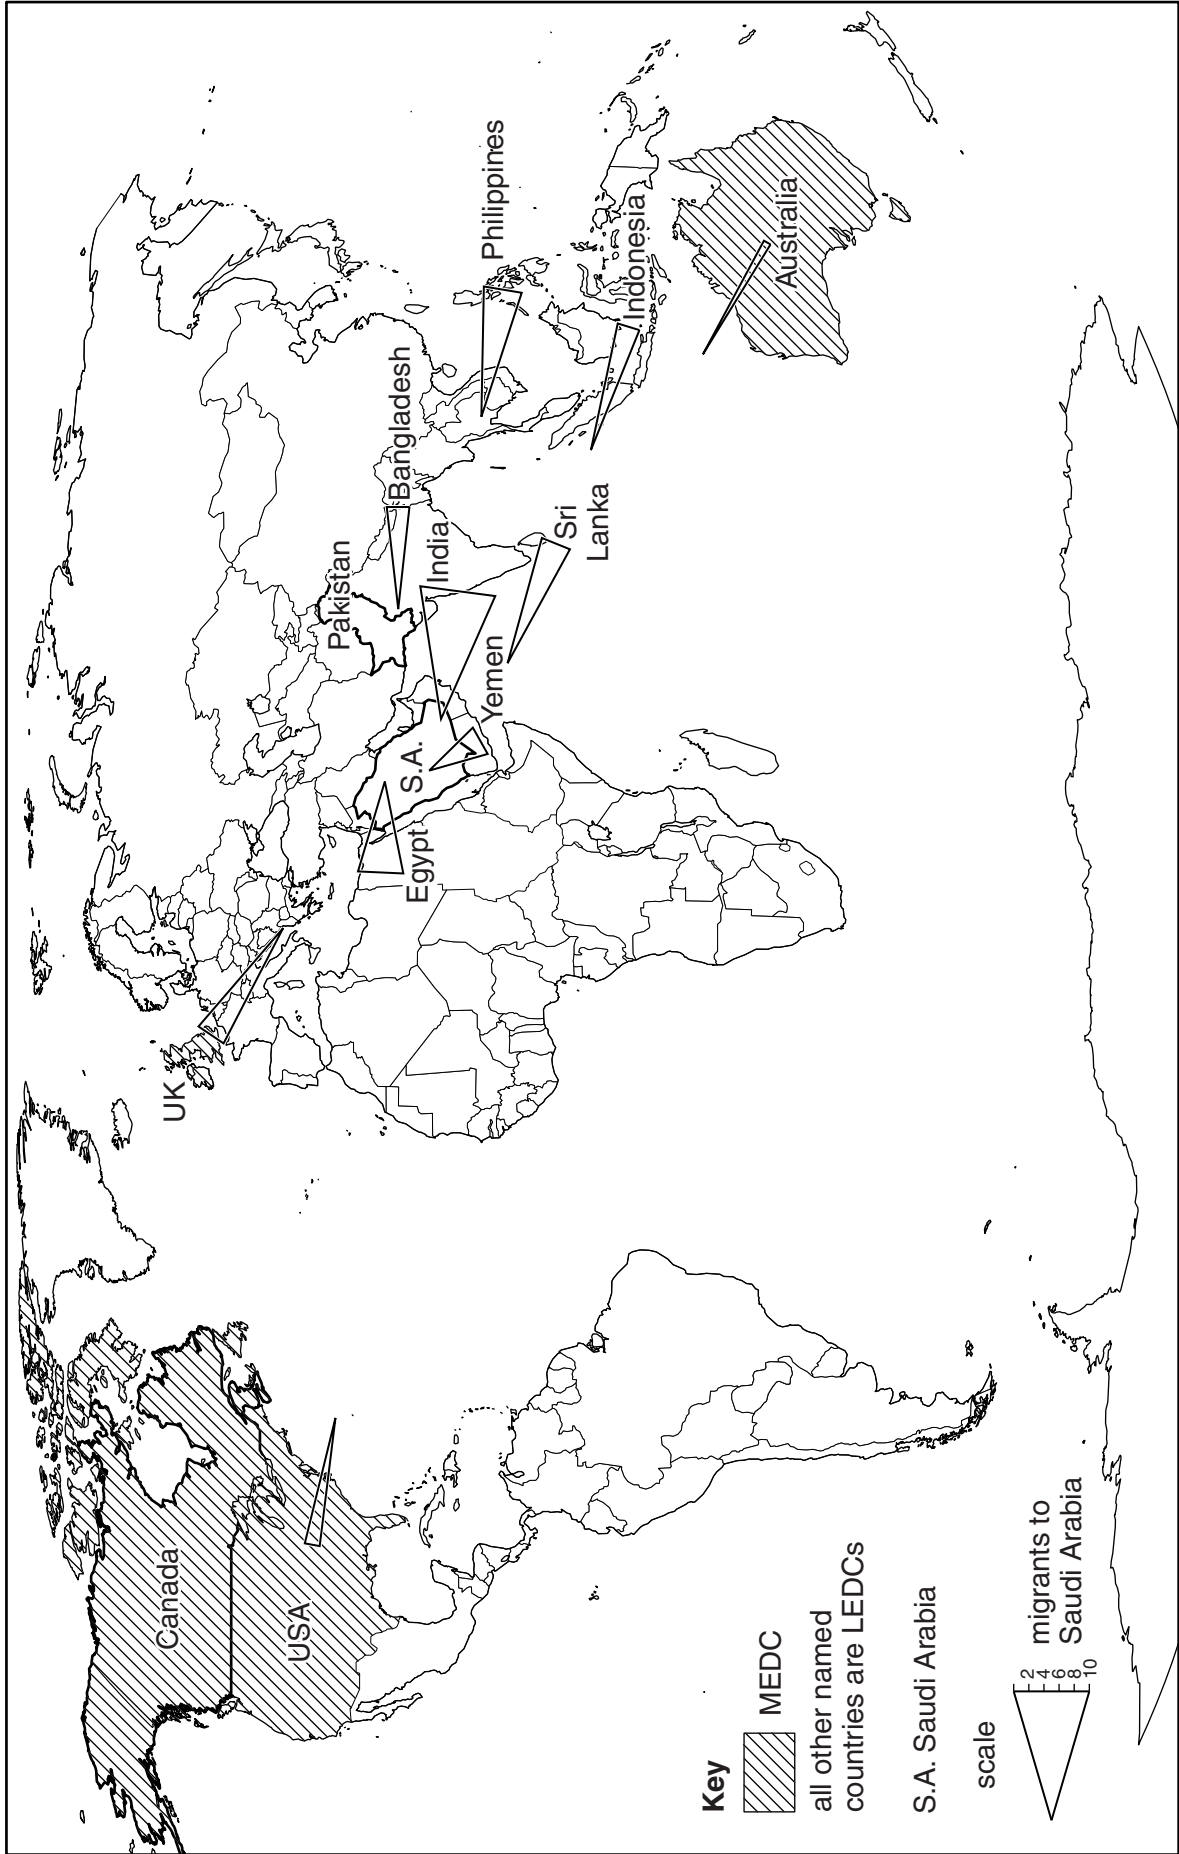 Canada
USA
UK
Egypt
S.A.
Yemen
Pakistan
India
Bangladesh
Sri
Lanka
Philippines
Indonesia
Australia
Key
MEDC
all other named
countries are LEDCs
S.A. Saudi Arabia
scale
2
4
6
8
10
migrants to
Saudi Arabia